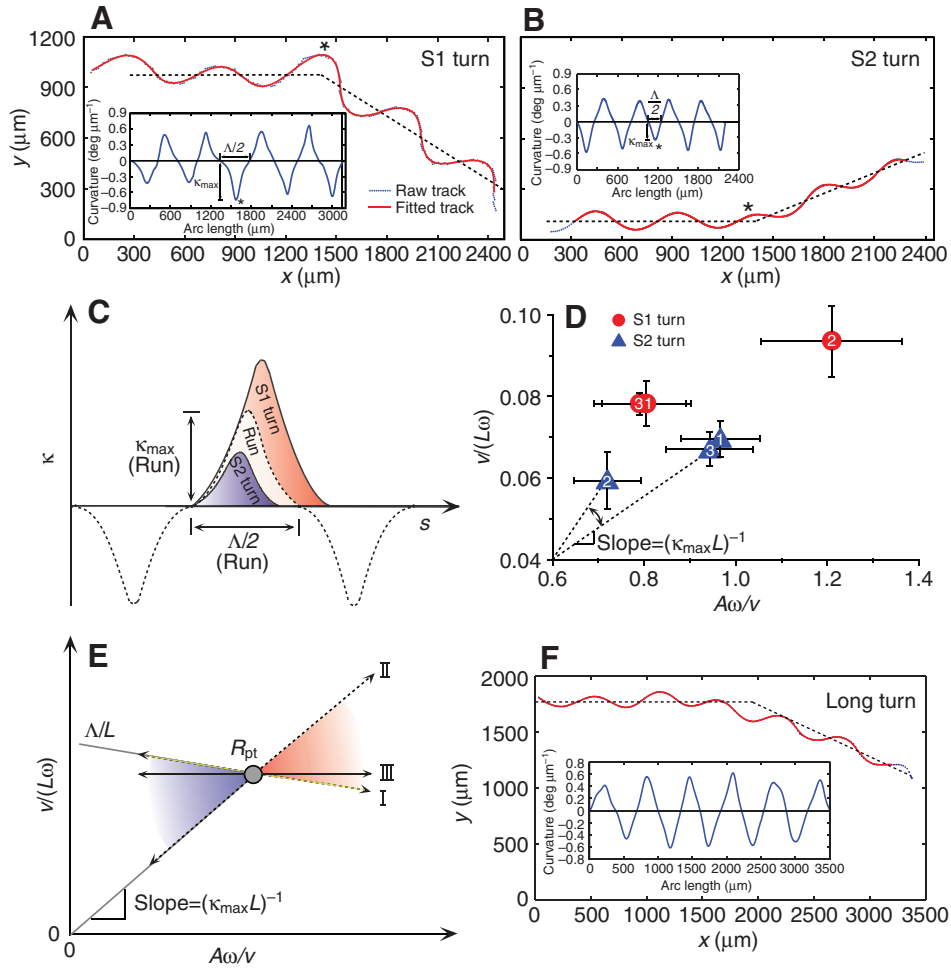 A
S1 turn
*
1200
900
600
300
0
y (μm)
0 300 600 900 1200 1500 1800 2100 2400
x (μm)
Curvature (deg μm⁻¹)
0.9
0.6
0.3
0
−0.3
−0.6
−0.9
Λ/2
κmax
*
0 600 1200 1800 2400 3000
Arc length (μm)
Raw track
Fitted track
B
S2 turn
*
0 300 600 900 1200 1500 1800 2100 2400
x (μm)
Curvature (deg μm⁻¹)
0.9
0.6
0.3
0
−0.3
−0.6
−0.9
Λ
2
κmax
*
0 600 1200 1800 2400
Arc length (μm)
C
κ
κmax
(Run)
S1 turn
Run
S2 turn
s
Λ/2
(Run)
D
S1 turn
S2 turn
0.10
0.08
0.06
0.04
v/(Lω)
2
3
1
1
3
2
Slope=(κmaxL)⁻¹
0.6 0.8 1.0 1.2 1.4
Aω/v
E
v/(Lω)
Λ/L
Rpt
II
III
I
Slope=(κmaxL)⁻¹
0
0
Aω/v
F
Long turn
2000
1500
1000
500
0
y (μm)
Curvature (deg μm⁻¹)
0.8
0.6
0.4
0.2
0
−0.2
−0.4
−0.6
−0.8
0 500 1000 1500 2000 2500 3000 3500
Arc length (μm)
0 500 1000 1500 2000 2500 3000 3500
x (μm)